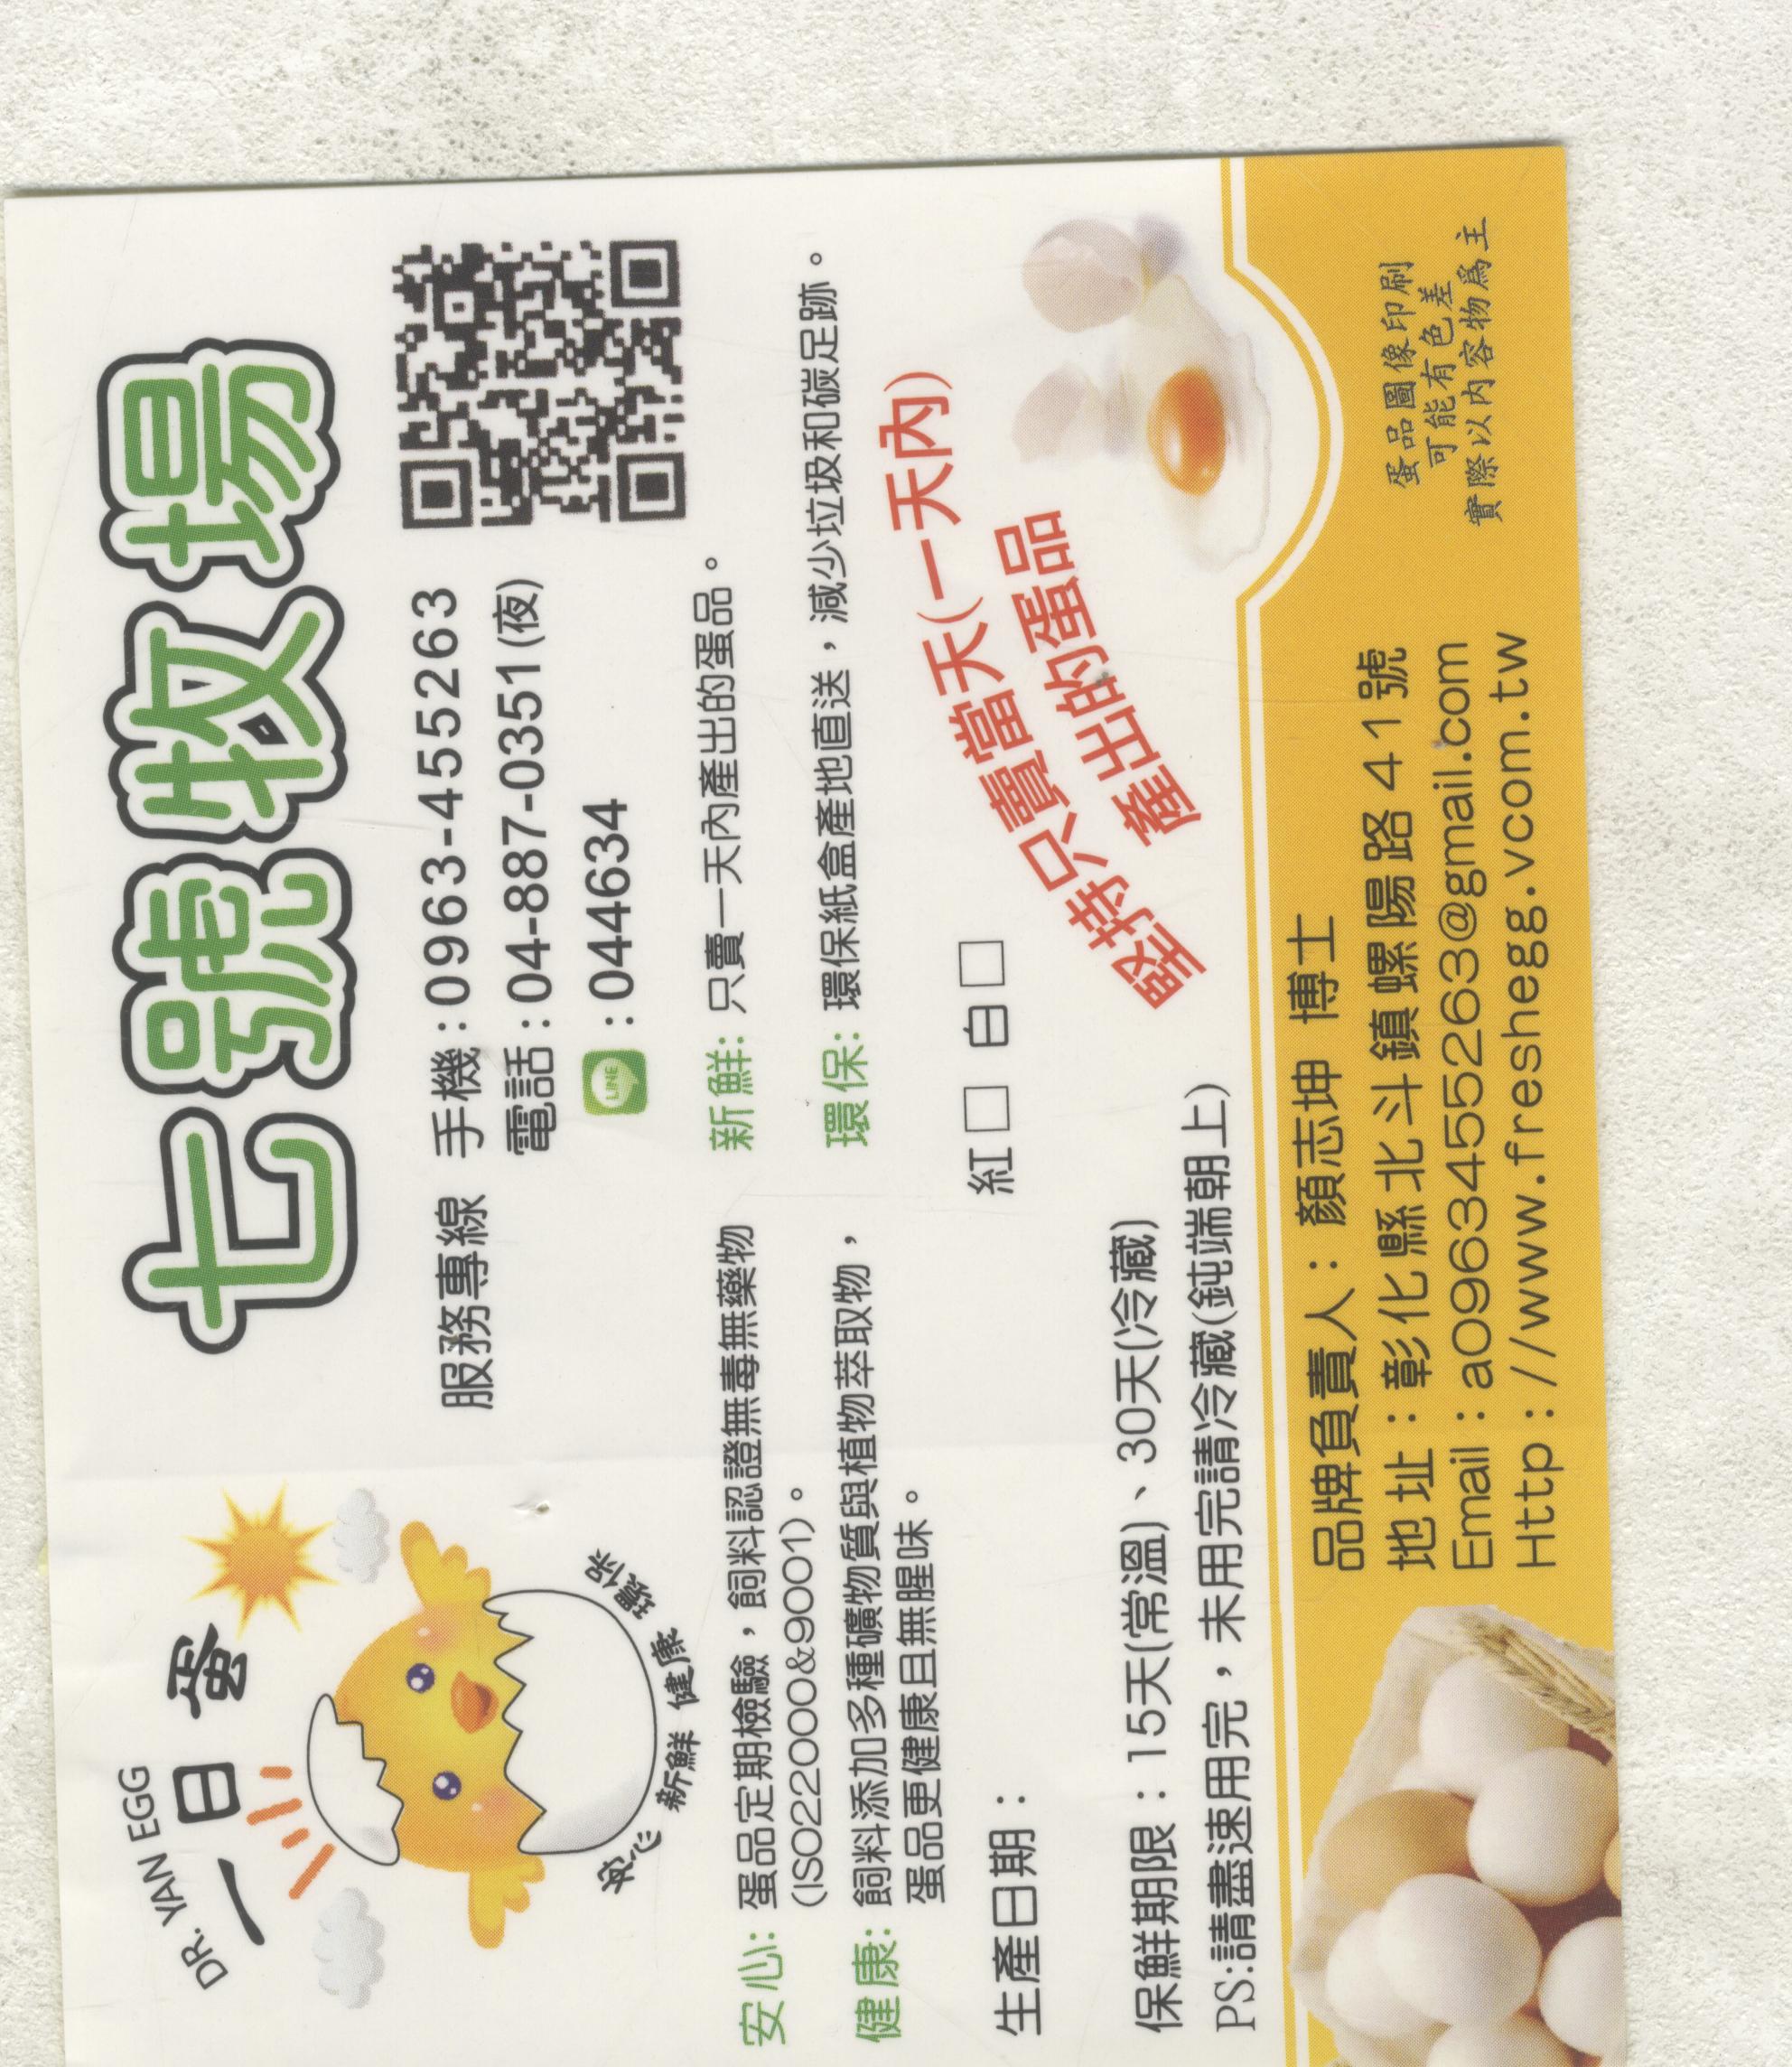 DR. YAN EGG
一日蛋
安心 新鮮 健康 環保
七號牧場
服務專線 手機:0963-455263
電話:04-887-0351(夜)
LINE:044634
安心: 蛋品定期檢驗,飼料認證無毒無藥物
(ISO22000&9001)。
健康: 飼料添加多種礦物質與植物萃取物,
蛋品更健康且無腥味。
新鮮: 只賣一天內產出的蛋品。
環保: 環保紙盒產地直送,減少垃圾和碳足跡。
生產日期:
紅□ 白□
堅持只賣當天(一天內)
產出的蛋品
保鮮期限:15天(常溫)、30天(冷藏)
PS:請盡速用完,未用完請冷藏(鈍端朝上)
品牌負責人:顏志坤 博士
地址:彰化縣北斗鎮螺陽路41號
Email:a0963455263@gmail.com
Http://www.freshegg.vcom.tw
蛋品圖像印刷
可能有色差
實際以內容物爲主